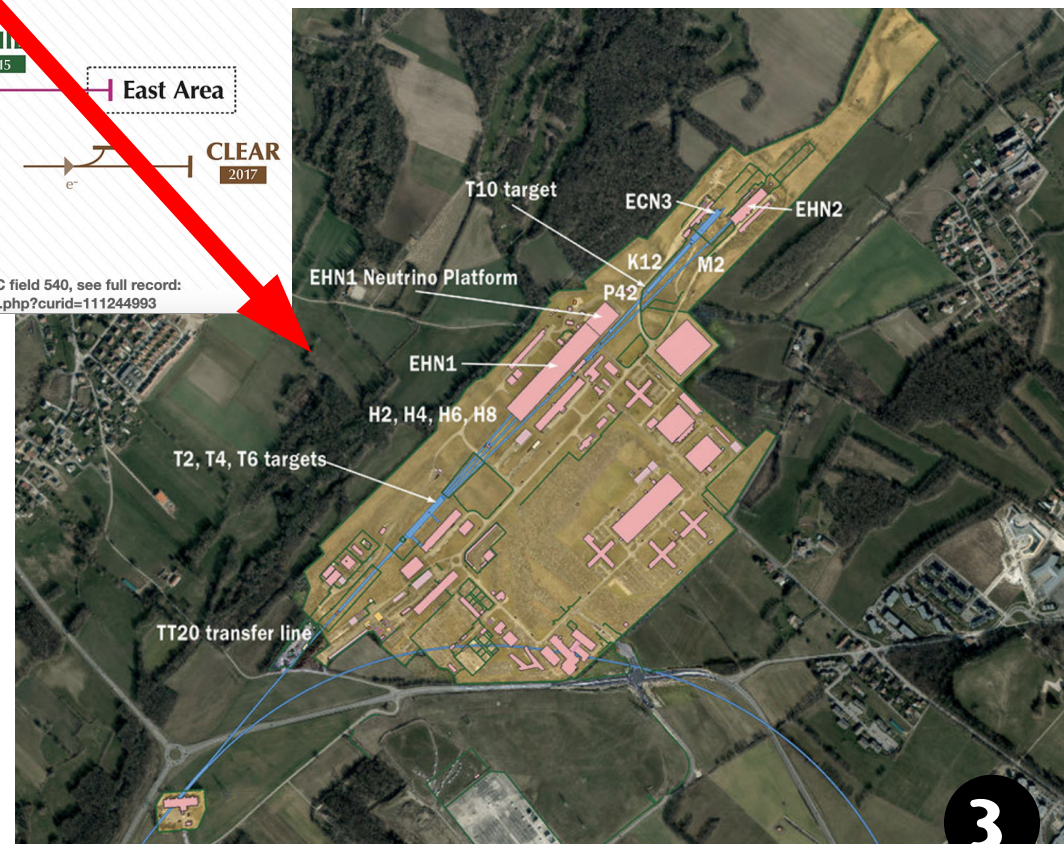 15
East Area
CLEAR
2017
e-
C field 540, see full record:
.php?curid=111244993
T10 target
ECN3
EHN2
K12
M2
EHN1 Neutrino Platform
P42
EHN1
H2, H4, H6, H8
T2, T4, T6 targets
TT20 transfer line
3